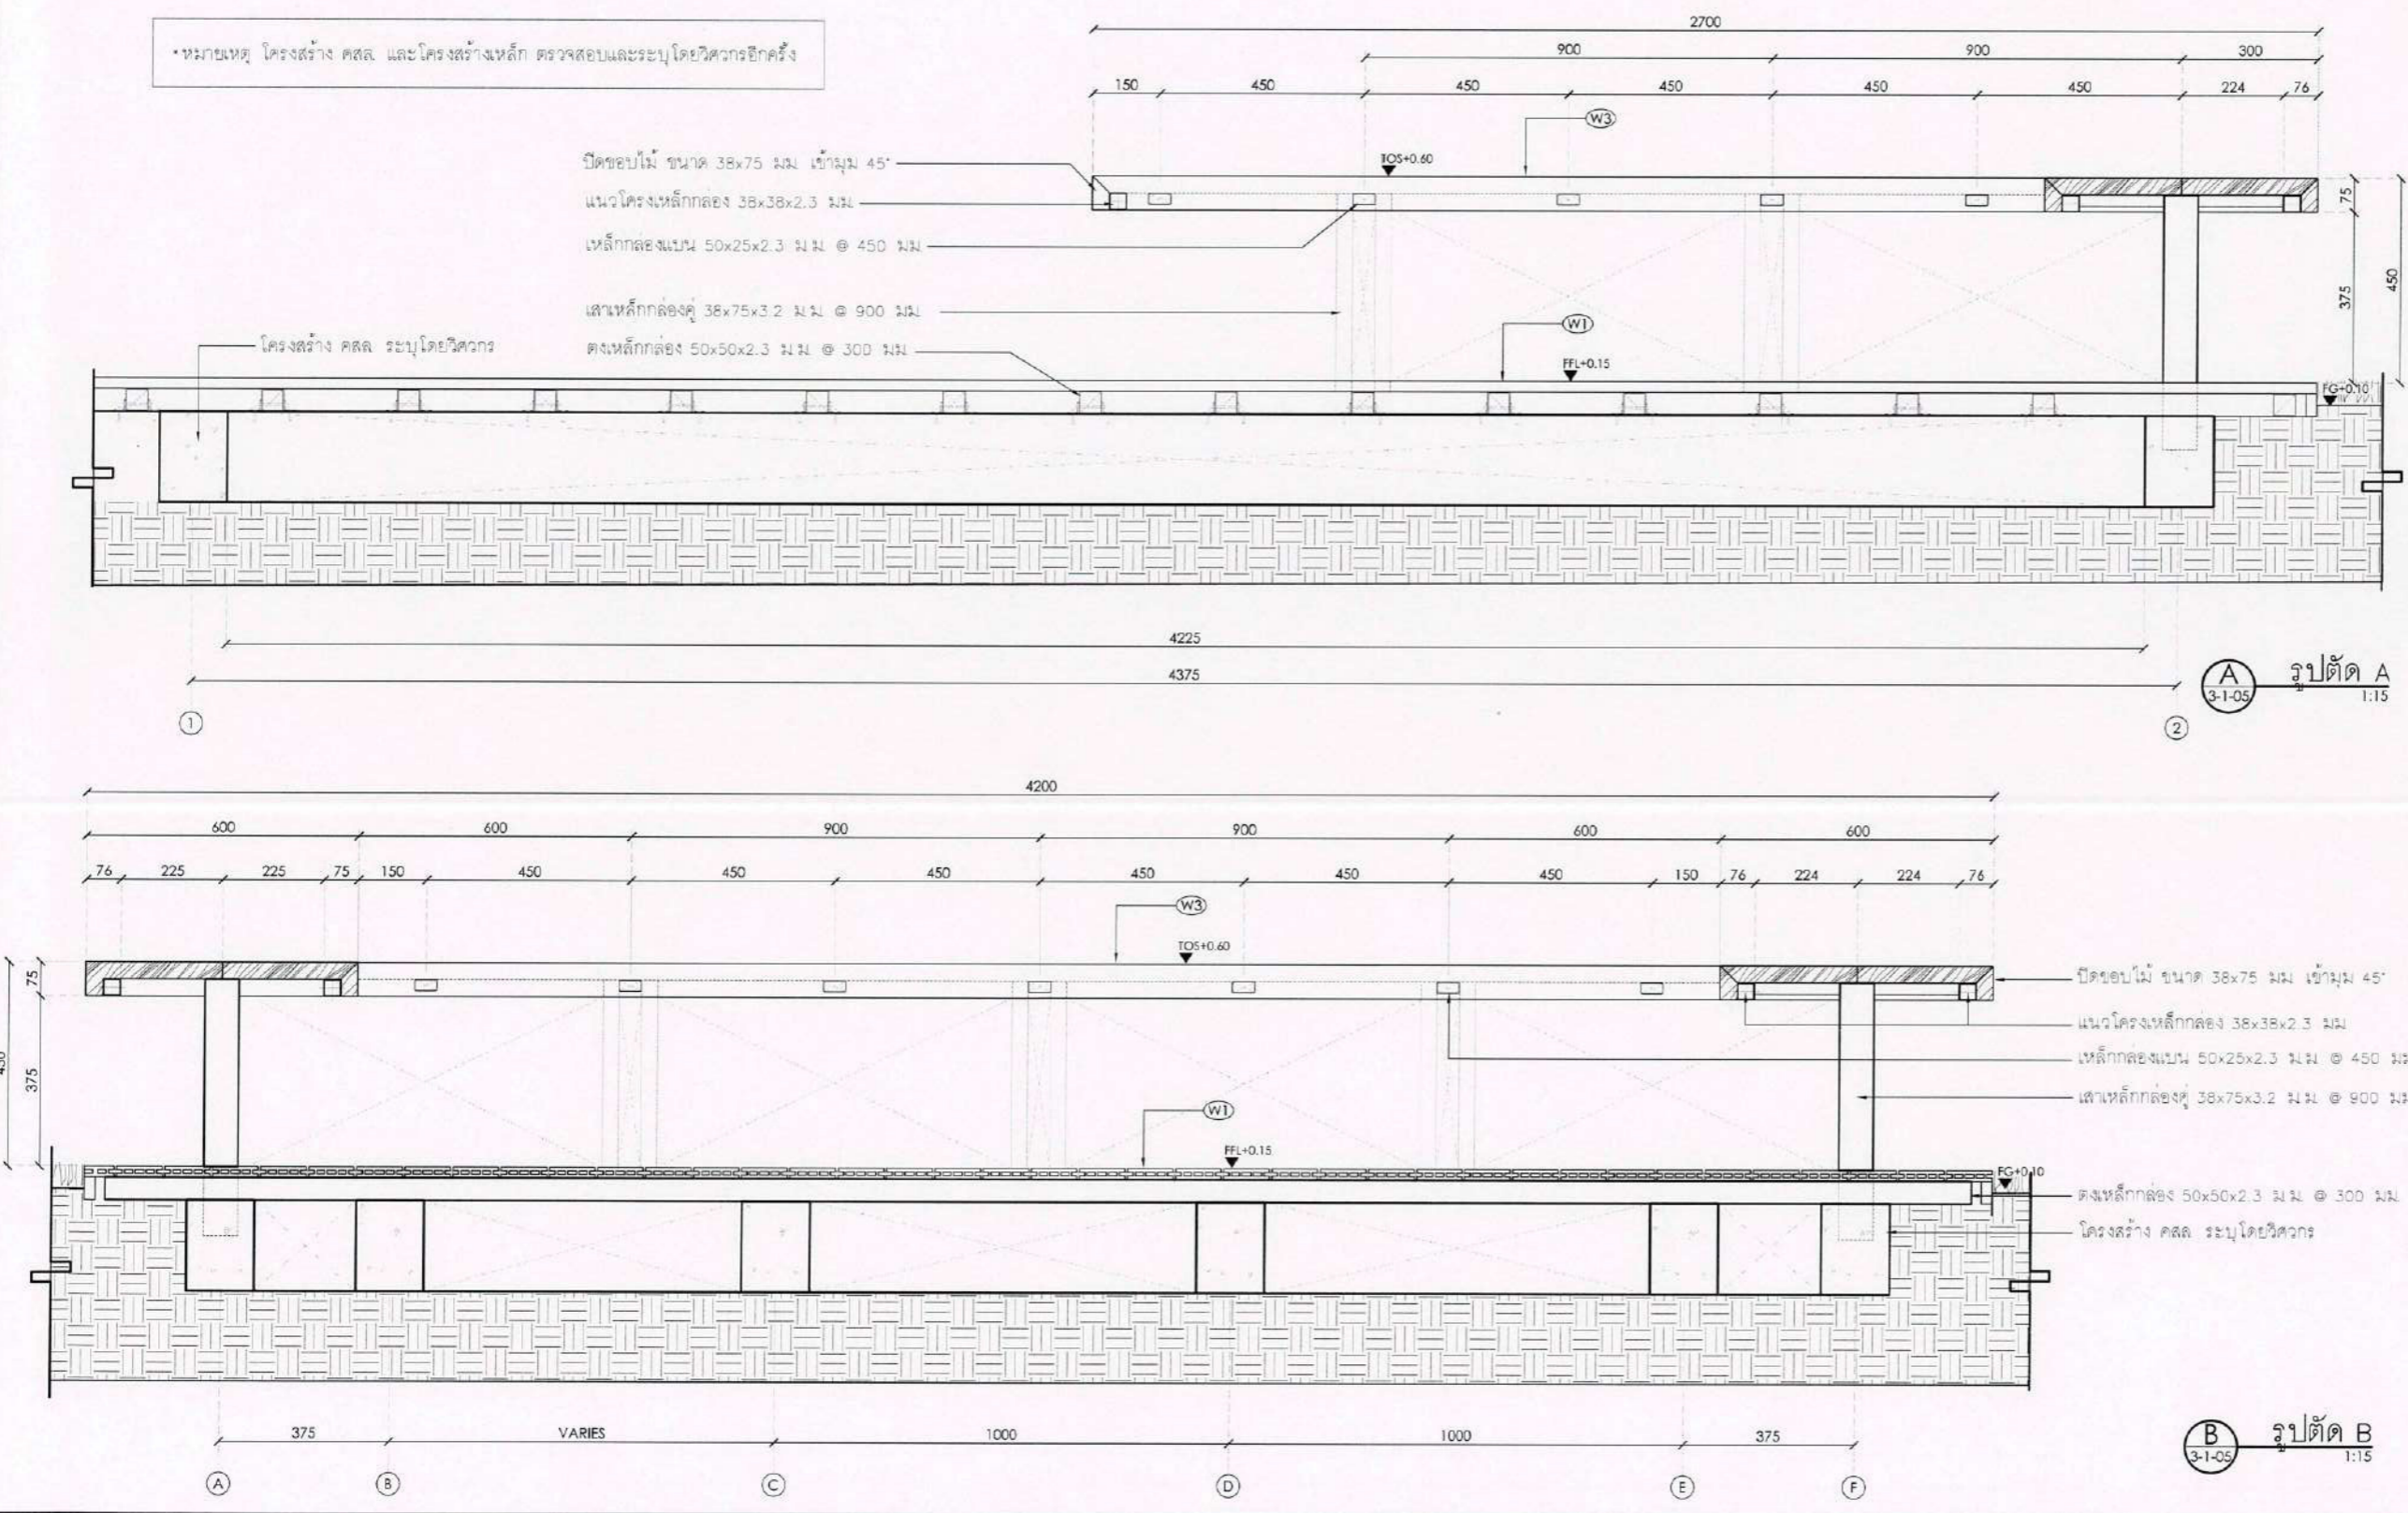 *หมายเหตุ โครงสร้าง คสล. และโครงสร้างเหล็ก ตรวจสอบและระบุโดยวิศวกรอีกครั้ง
2700
900 900 300
150 450 450 450 450 450 224 76
W3
ปิดขอบไม้ ขนาด 38x75 มม. เข้ามุม 45°
TOS+0.60
แนวโครงเหล็กกล่อง 38x38x2.3 มม.
75
เหล็กกล่องแบน 50x25x2.3 ม.ม. @ 450 มม.
375
450
เสาเหล็กกล่องคู่ 38x75x3.2 ม.ม. @ 900 มม.
W1
โครงสร้าง คสล. ระบุโดยวิศวกร
ตงเหล็กกล่อง 50x50x2.3 ม.ม. @ 300 มม.
FFL+0.15
FG+0.10
4225
4375
1
2
A
3-1-05
รูปตัด A
1:15
4200
600 600 900 900 600 600
76 225 225 75 150 450 450 450 450 450 450 150 76 224 224 76
W3
TOS+0.60
75
375
450
ปิดขอบไม้ ขนาด 38x75 มม. เข้ามุม 45°
แนวโครงเหล็กกล่อง 38x38x2.3 มม.
เหล็กกล่องแบน 50x25x2.3 ม.ม. @ 450 มม
เสาเหล็กกล่องคู่ 38x75x3.2 ม.ม. @ 900 มม
W1
FFL+0.15
FG+0.10
ตงเหล็กกล่อง 50x50x2.3 ม.ม. @ 300 มม.
โครงสร้าง คสล. ระบุโดยวิศวกร
375 VARIES 1000 1000 375
A B C D E F
B
3-1-05
รูปตัด B
1:15